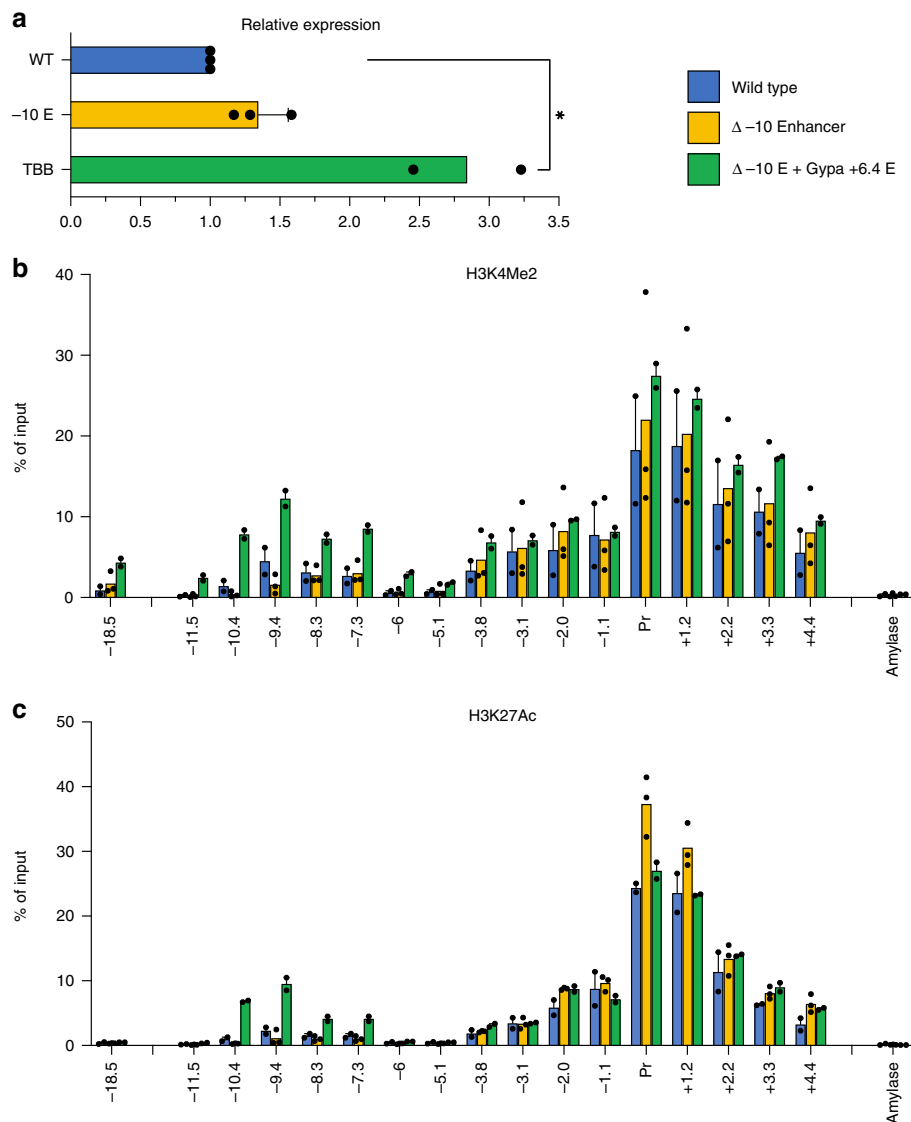 a
Relative expression
WT
−10 E
TBB
*
0.0 0.5 1.0 1.5 2.0 2.5 3.0 3.5
Wild type
Δ −10 Enhancer
Δ −10 E + Gypa +6.4 E
b
H3K4Me2
% of input
40
30
20
10
0
−18.5 −11.5 −10.4 −9.4 −8.3 −7.3 −6 −5.1 −3.8 −3.1 −2.0 −1.1 Pr +1.2 +2.2 +3.3 +4.4 Amylase
c
H3K27Ac
% of input
50
40
30
20
10
0
−18.5 −11.5 −10.4 −9.4 −8.3 −7.3 −6 −5.1 −3.8 −3.1 −2.0 −1.1 Pr +1.2 +2.2 +3.3 +4.4 Amylase